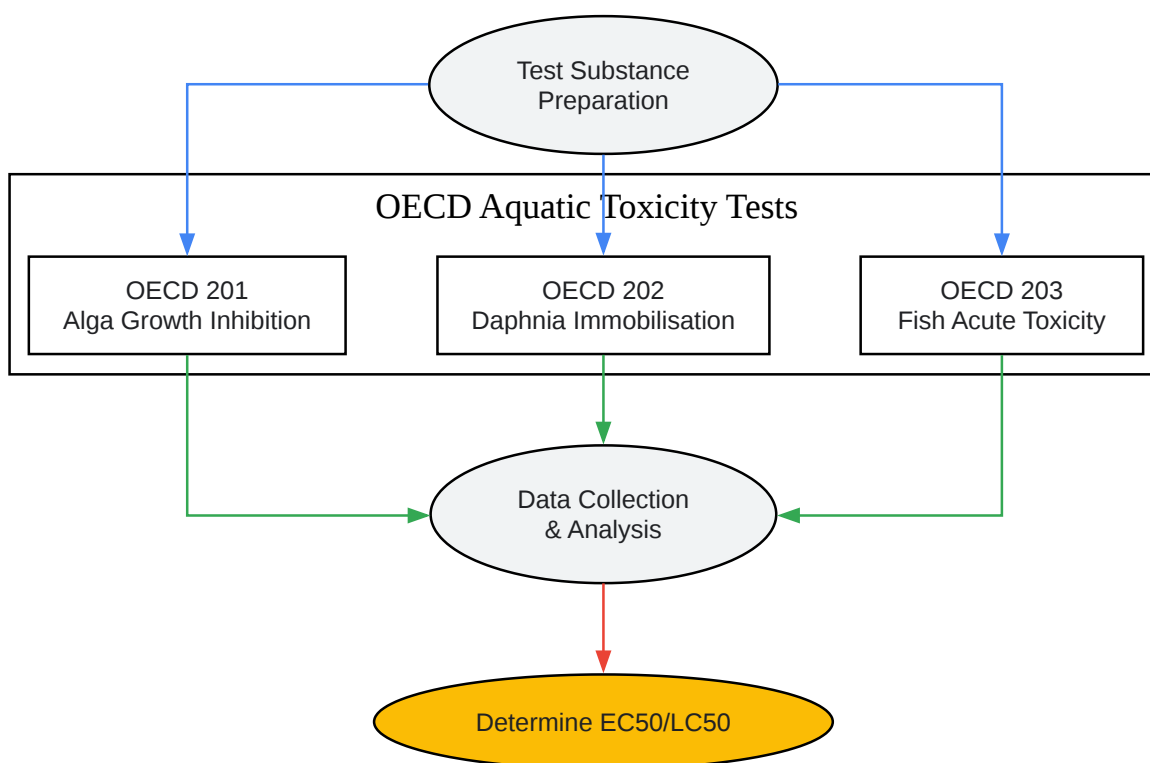 Test Substance
Preparation
OECD Aquatic Toxicity Tests
OECD 201
Alga Growth Inhibition
OECD 202
Daphnia Immobilisation
OECD 203
Fish Acute Toxicity
Data Collection
& Analysis
Determine EC50/LC50